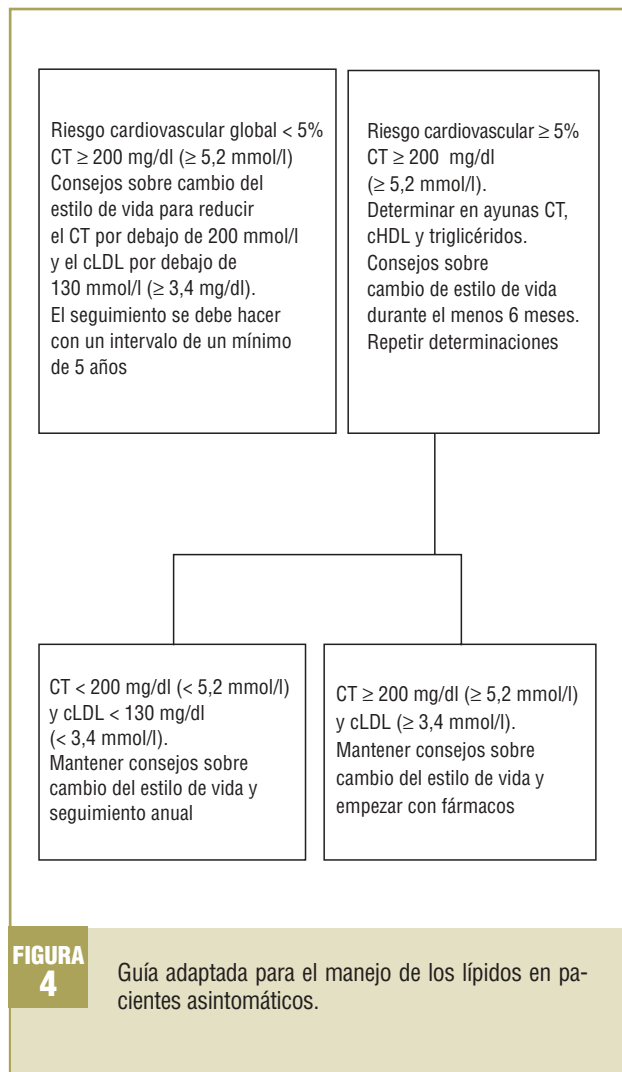 Riesgo cardiovascular global < 5%
CT ≥ 200 mg/dl (≥ 5,2 mmol/l)
Consejos sobre cambio del
estilo de vida para reducir
el CT por debajo de 200 mmol/l
y el cLDL por debajo de
130 mmol/l (≥ 3,4 mg/dl).
El seguimiento se debe hacer
con un intervalo de un mínimo
de 5 años
Riesgo cardiovascular ≥ 5%
CT ≥ 200 mg/dl
(≥ 5,2 mmol/l).
Determinar en ayunas CT,
cHDL y triglicéridos.
Consejos sobre
cambio de estilo de vida
durante el menos 6 meses.
Repetir determinaciones
CT < 200 mg/dl (< 5,2 mmol/l)
y cLDL < 130 mg/dl
(< 3,4 mmol/l).
Mantener consejos sobre
cambio del estilo de vida y
seguimiento anual
CT ≥ 200 mg/dl (≥ 5,2 mmol/l)
y cLDL (≥ 3,4 mmol/l).
Mantener consejos sobre
cambio del estilo de vida y
empezar con fármacos
FIGURA
4
Guía adaptada para el manejo de los lípidos en pa-
cientes asintomáticos.